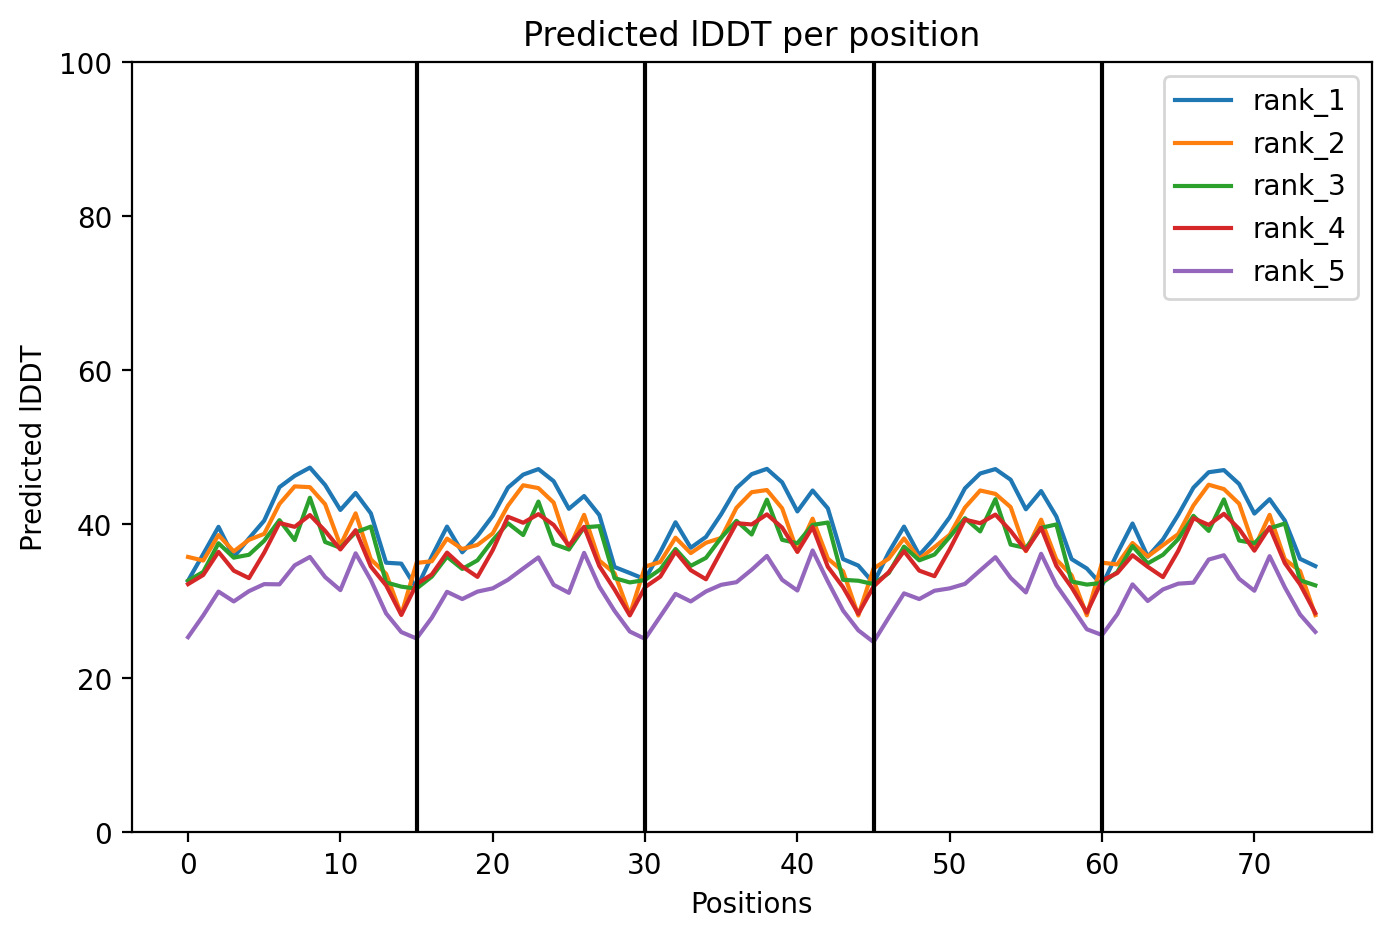 Predicted lDDT per position
100
80
60
40
20
0
Predicted lDDT
rank_1
rank_2
rank_3
rank_4
rank_5
0 10 20 30 40 50 60 70
Positions